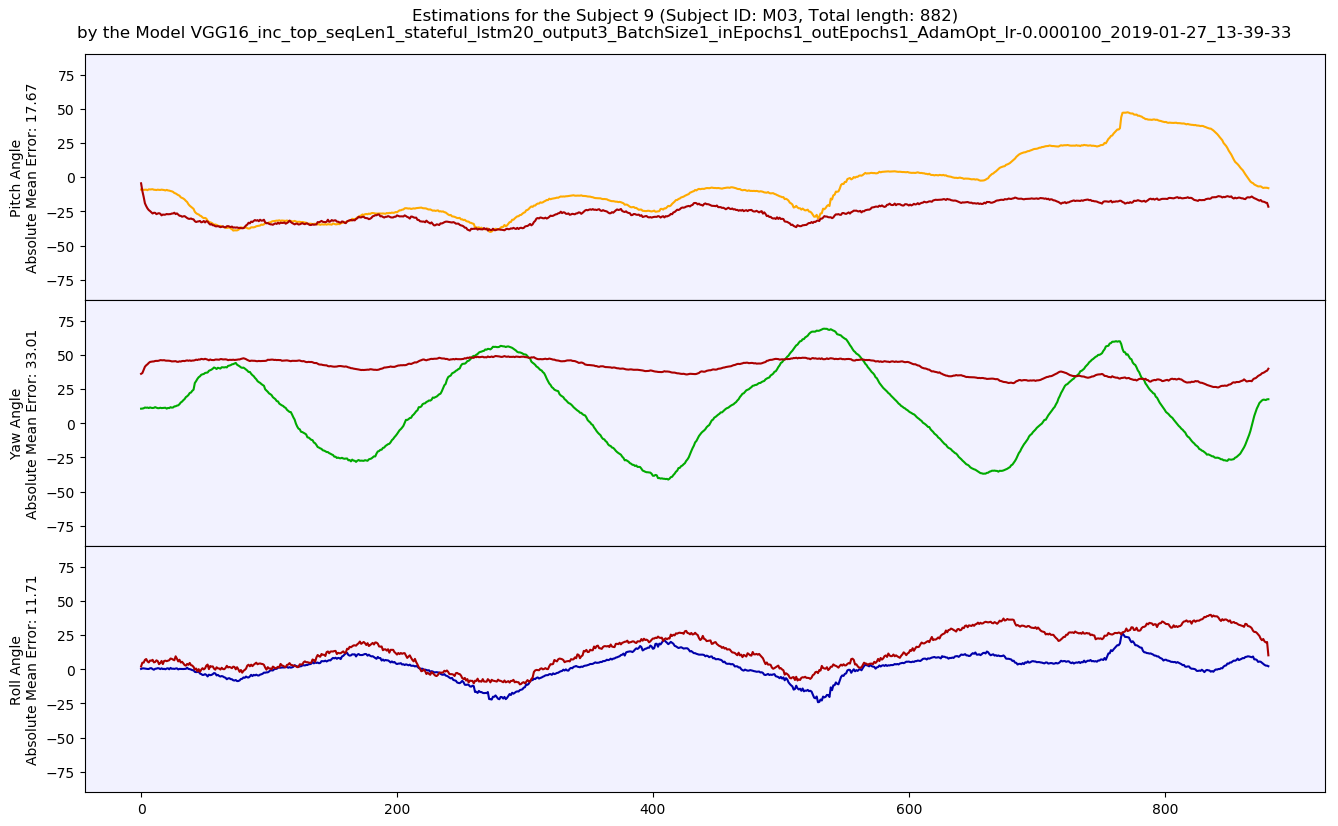 Estimations for the Subject 9 (Subject ID: M03, Total length: 882)
by the Model VGG16_inc_top_seqLen1_stateful_lstm20_output3_BatchSize1_inEpochs1_outEpochs1_AdamOpt_lr-0.000100_2019-01-27_13-39-33
Pitch Angle
Absolute Mean Error: 17.67
75
50
25
0
−25
−50
−75
Yaw Angle
Absolute Mean Error: 33.01
75
50
25
0
−25
−50
−75
Roll Angle
Absolute Mean Error: 11.71
75
50
25
0
−25
−50
−75
0 200 400 600 800